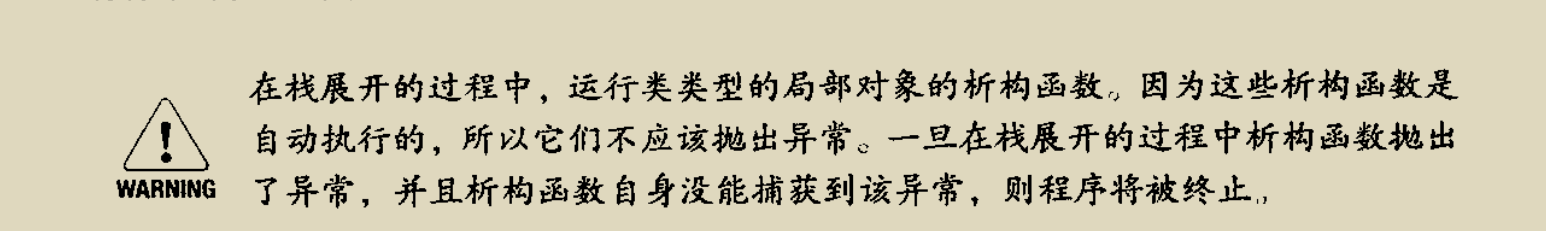 在栈展开的过程中，运行类类型的局部对象的析构函数。因为这些析构函数是
自动执行的，所以它们不应该抛出异常。一旦在栈展开的过程中析构函数抛出
了异常，并且析构函数自身没能捕获到该异常，则程序将被终止。
WARNING